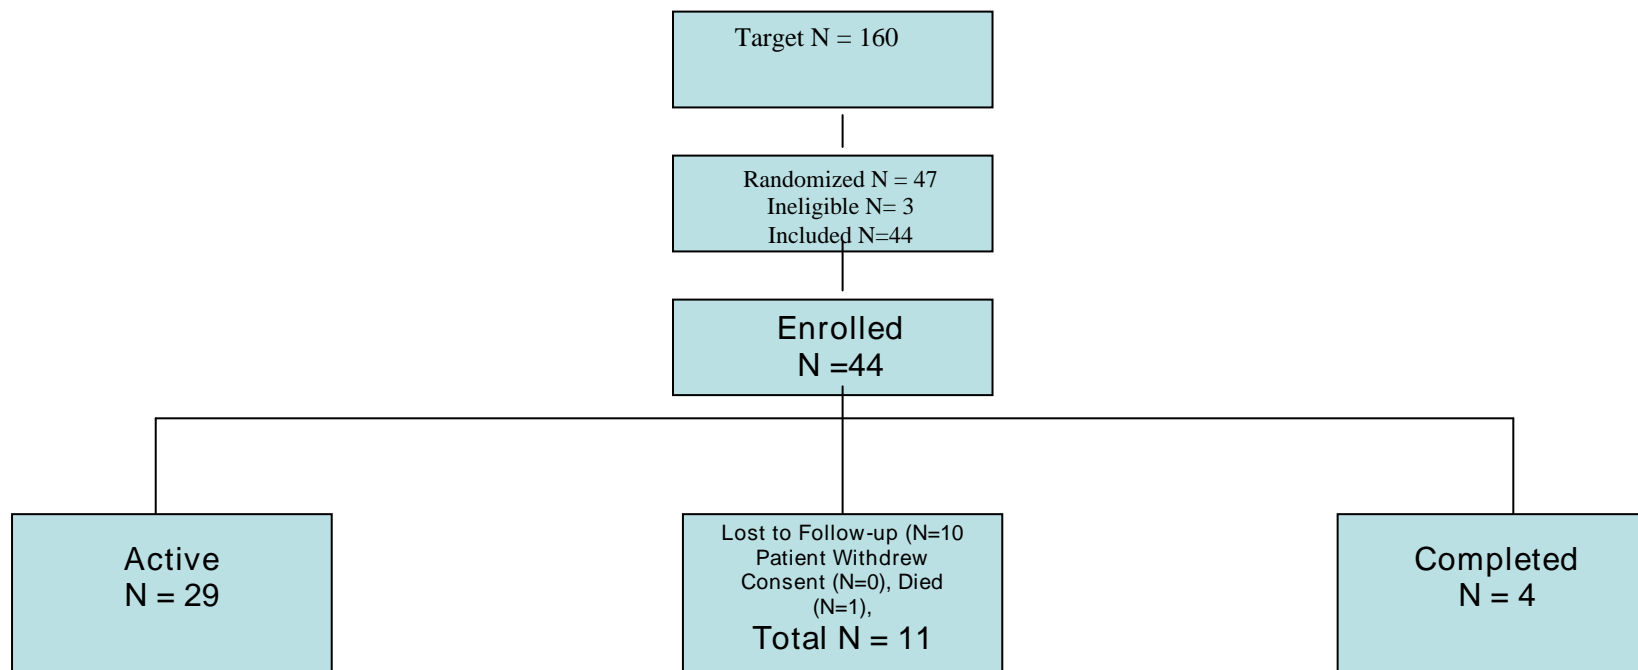 Target N = 160
Randomized N = 47
Ineligible N= 3
Included N=44
Enrolled
N =44
Active
N = 29
Lost to Follow-up (N=10
Patient Withdrew
Consent (N=0), Died
(N=1),
Total N = 11
Completed
N = 4